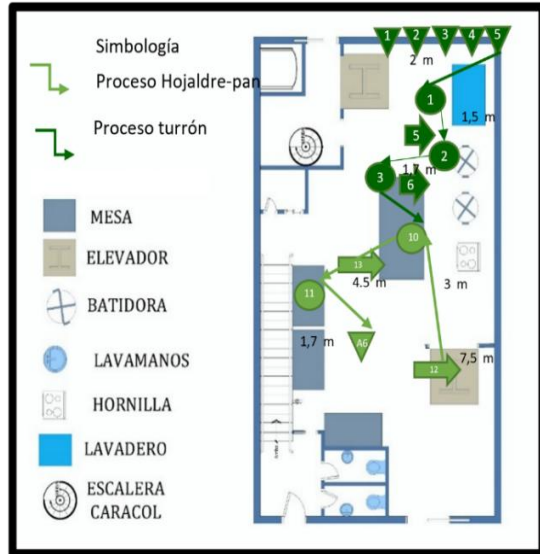 Simbología
Proceso Hojaldre-pan
Proceso turrón
MESA
ELEVADOR
BATIDORA
LAVAMANOS
HORNILLA
LAVADERO
ESCALERA
CARACOL
1 2 3 4 5
2 m
1
1,5 m
5
2
1,7 m
3
6
10
13
4.5 m
3 m
11
1,7 m
A6
7,5 m
12